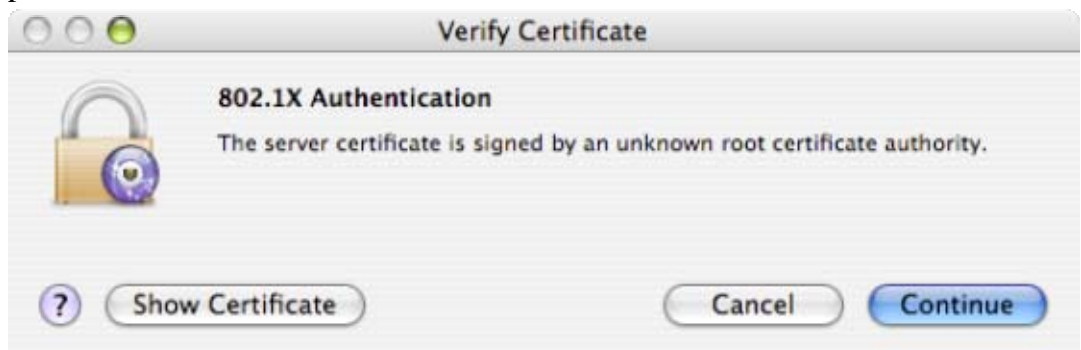 Verify Certificate
802.1X Authentication
The server certificate is signed by an unknown root certificate authority.
? Show Certificate Cancel Continue